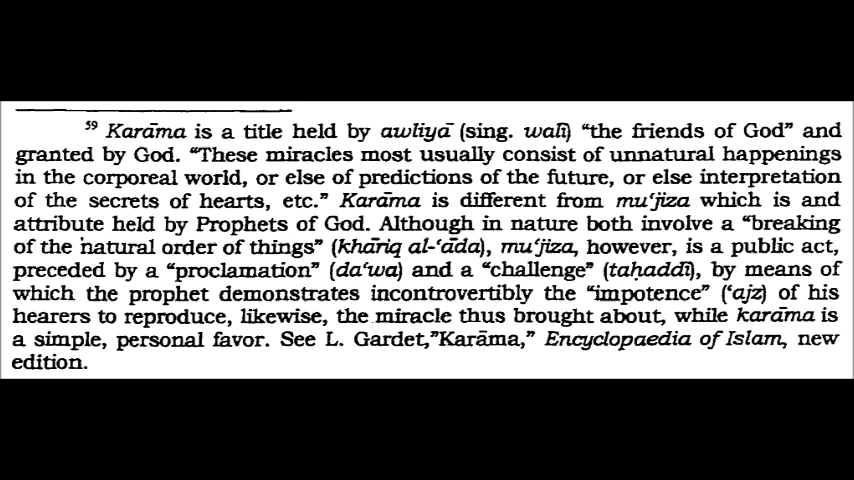 59 Karāma is a title held by awliyā (sing. walī) "the friends of God" and
granted by God. "These miracles most usually consist of unnatural happenings
in the corporeal world, or else of predictions of the future, or else interpretation
of the secrets of hearts, etc." Karāma is different from mu‘jiza which is and
attribute held by Prophets of God. Although in nature both involve a "breaking
of the natural order of things" (khāriq al-‘āda), mu‘jiza, however, is a public act,
preceded by a "proclamation" (da‘wa) and a "challenge" (taḥaddī), by means of
which the prophet demonstrates incontrovertibly the "impotence" (‘ajz) of his
hearers to reproduce, likewise, the miracle thus brought about, while karāma is
a simple, personal favor. See L. Gardet,"Karāma," Encyclopaedia of Islam, new
edition.